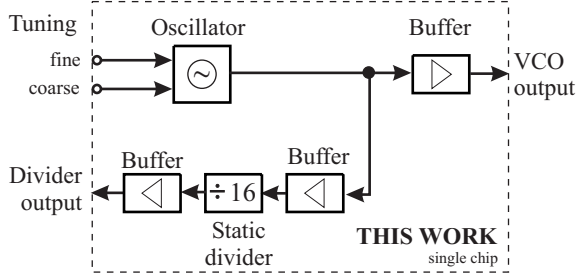 Tuning
Oscillator
Buffer
fine
coarse
~
VCO
output
Buffer
Buffer
Divider
output
÷ 16
Static
divider
THIS WORK
single chip